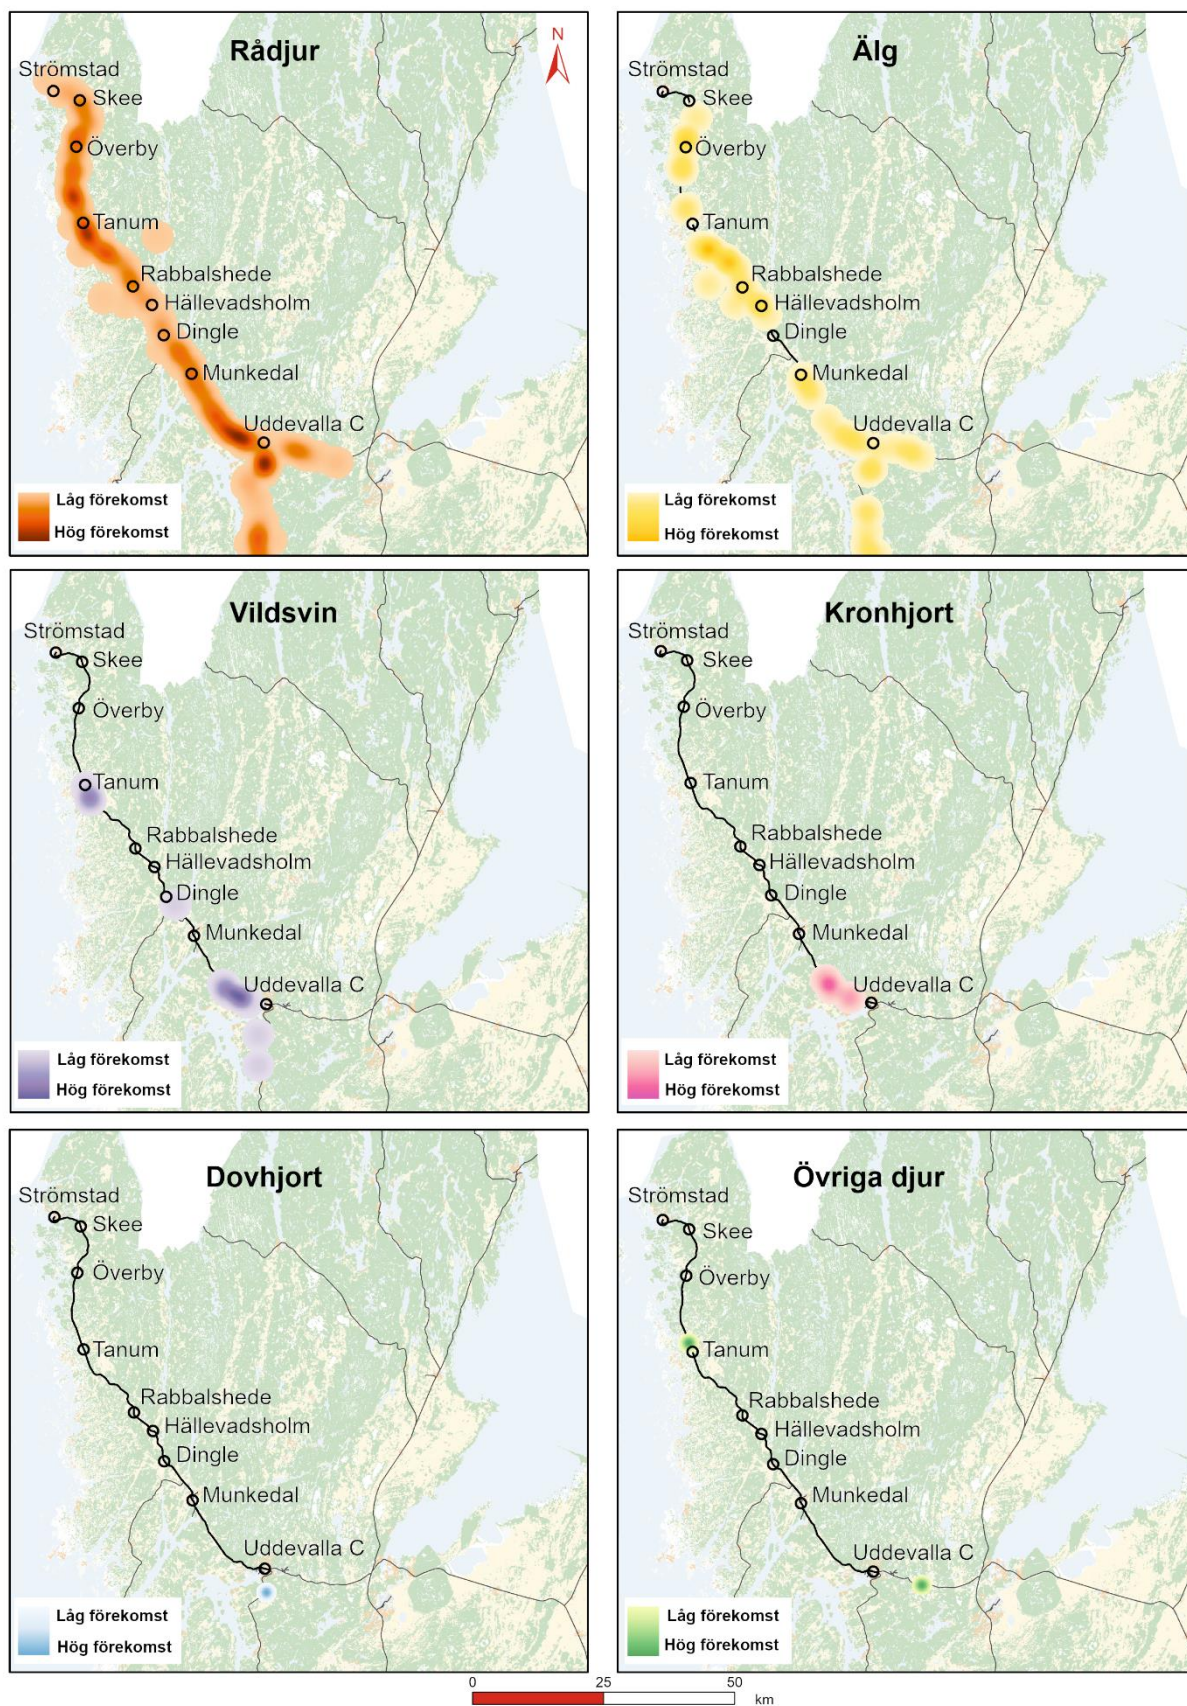 Rådjur
N
Strömstad
Skee
Överby
Tanum
Rabbalshede
Hällevadsholm
Dingle
Munkedal
Uddevalla C
Låg förekomst
Hög förekomst
Älg
Strömstad
Skee
Överby
Tanum
Rabbalshede
Hällevadsholm
Dingle
Munkedal
Uddevalla C
Låg förekomst
Hög förekomst
Vildsvin
Strömstad
Skee
Överby
Tanum
Rabbalshede
Hällevadsholm
Dingle
Munkedal
Uddevalla C
Låg förekomst
Hög förekomst
Kronhjort
Strömstad
Skee
Överby
Tanum
Rabbalshede
Hällevadsholm
Dingle
Munkedal
Uddevalla C
Låg förekomst
Hög förekomst
Dovhjort
Strömstad
Skee
Överby
Tanum
Rabbalshede
Hällevadsholm
Dingle
Munkedal
Uddevalla C
Låg förekomst
Hög förekomst
Övriga djur
Strömstad
Skee
Överby
Tanum
Rabbalshede
Hällevadsholm
Dingle
Munkedal
Uddevalla C
Låg förekomst
Hög förekomst
0 25 50
km